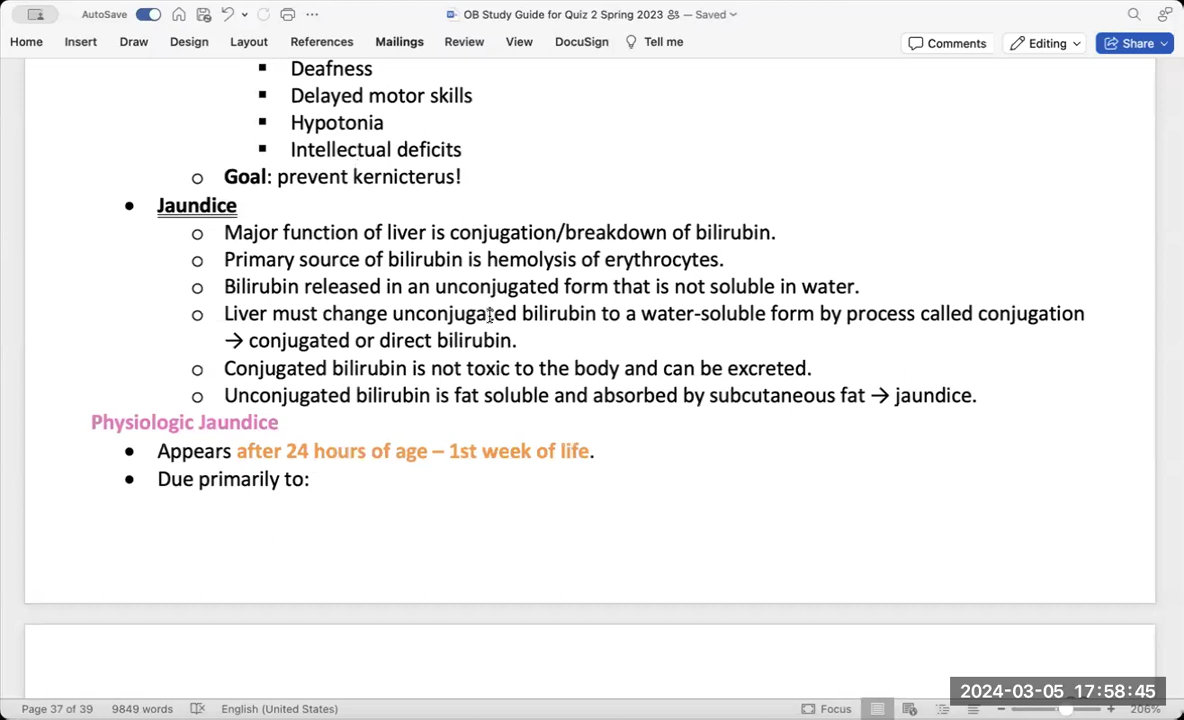 AutoSave
OB Study Guide for Quiz 2 Spring 2023 — Saved
Home Insert Draw Design Layout References Mailings Review View DocuSign Tell me Comments Editing Share
▪ Deafness
▪ Delayed motor skills
▪ Hypotonia
▪ Intellectual deficits
o Goal: prevent kernicterus!
• Jaundice
o Major function of liver is conjugation/breakdown of bilirubin.
o Primary source of bilirubin is hemolysis of erythrocytes.
o Bilirubin released in an unconjugated form that is not soluble in water.
o Liver must change unconjugated bilirubin to a water-soluble form by process called conjugation
→ conjugated or direct bilirubin.
o Conjugated bilirubin is not toxic to the body and can be excreted.
o Unconjugated bilirubin is fat soluble and absorbed by subcutaneous fat → jaundice.
Physiologic Jaundice
• Appears after 24 hours of age – 1st week of life.
• Due primarily to:
2024-03-05 17:58:45
Page 37 of 39 9849 words English (United States) Focus 206%